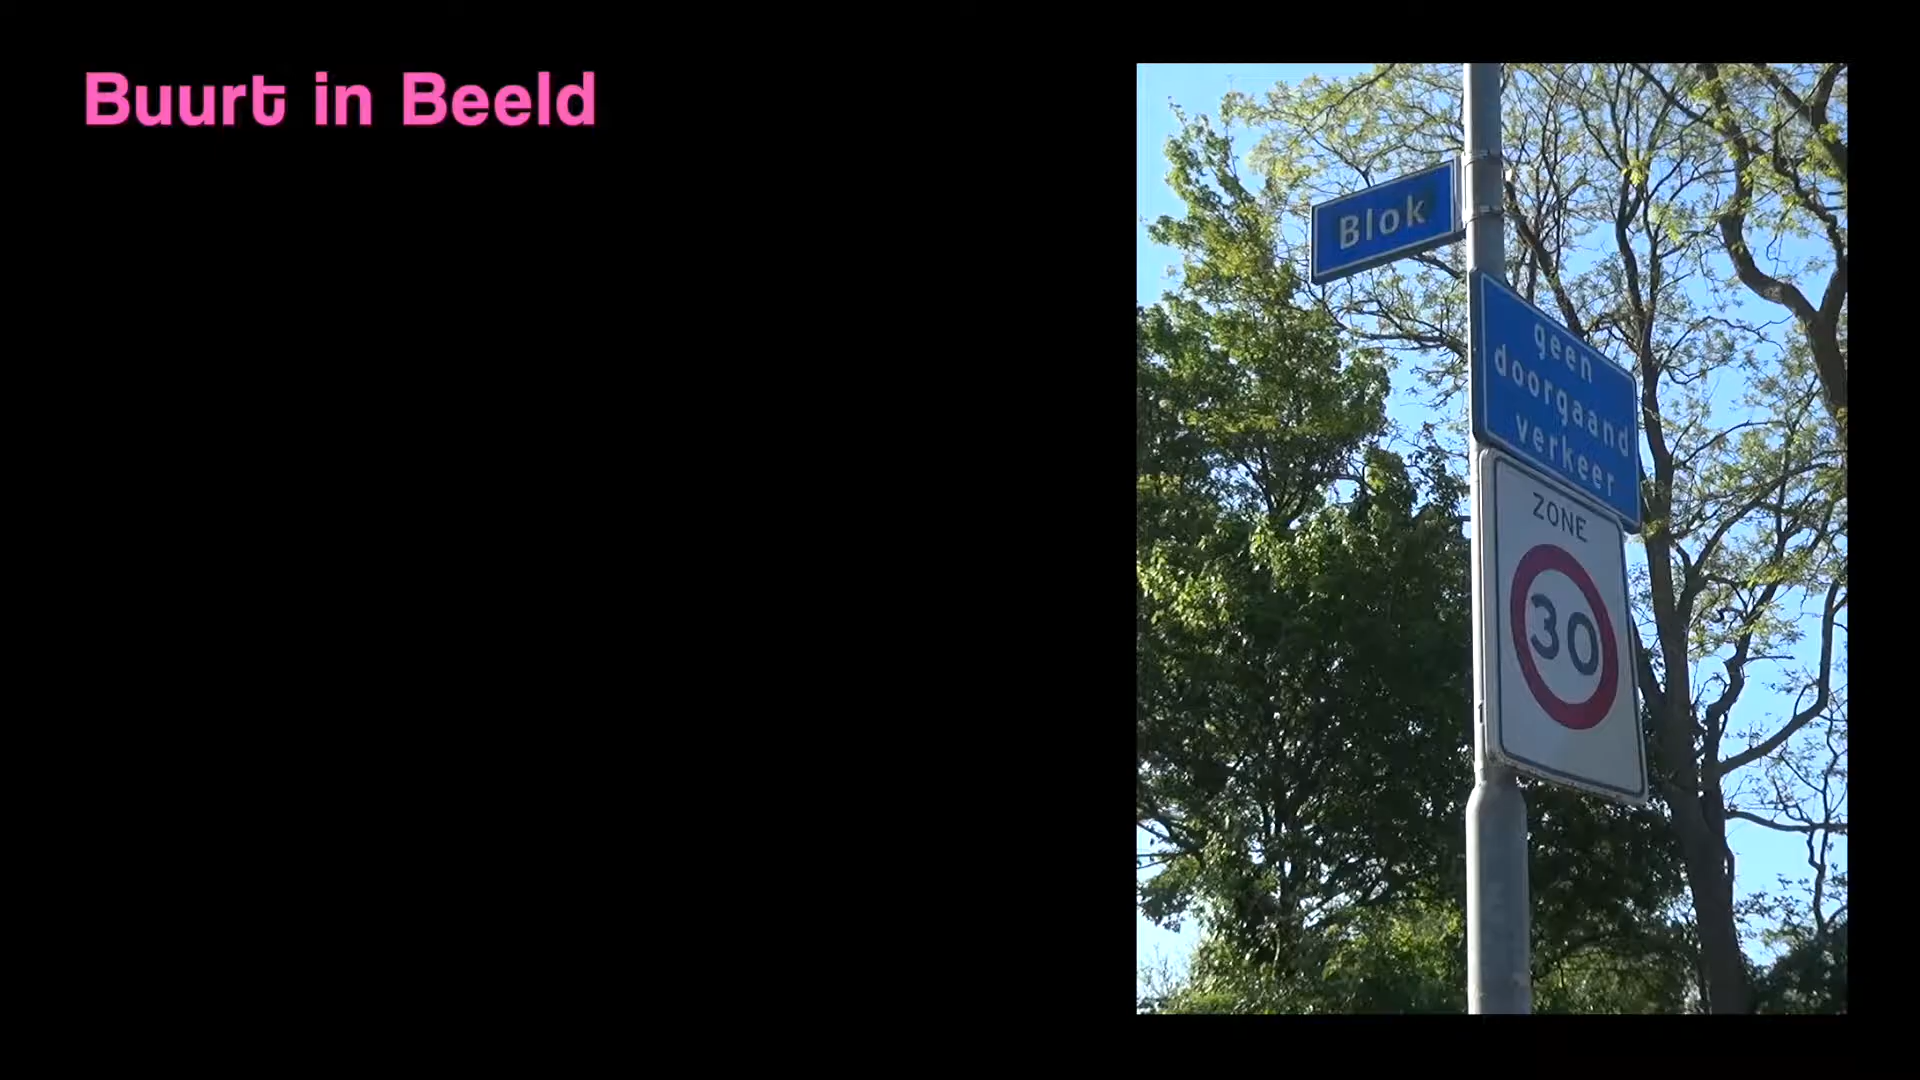 Buurt in Beeld
Blok
geen
doorgaand
verkeer
ZONE
30